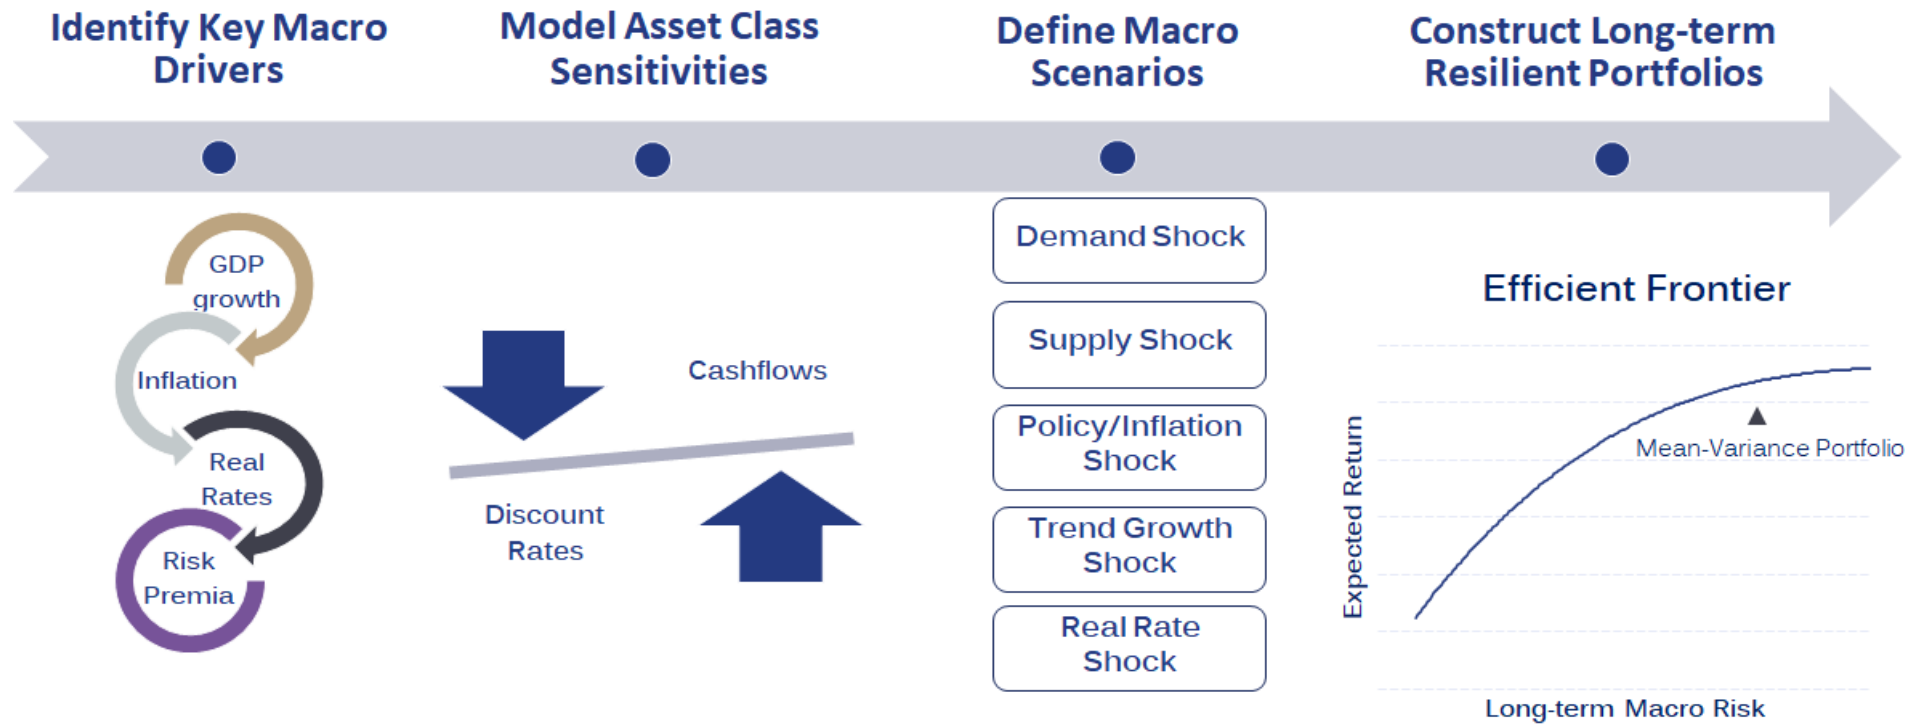 Identify Key Macro
Drivers
Model Asset Class
Sensitivities
Define Macro
Scenarios
Construct Long-term
Resilient Portfolios
GDP
growth
Inflation
Real
Rates
Risk
Premia
Cashflows
Discount
Rates
Demand Shock
Supply Shock
Policy/Inflation
Shock
Trend Growth
Shock
Real Rate
Shock
Efficient Frontier
Expected Return
Mean-Variance Portfolio
Long-term Macro Risk